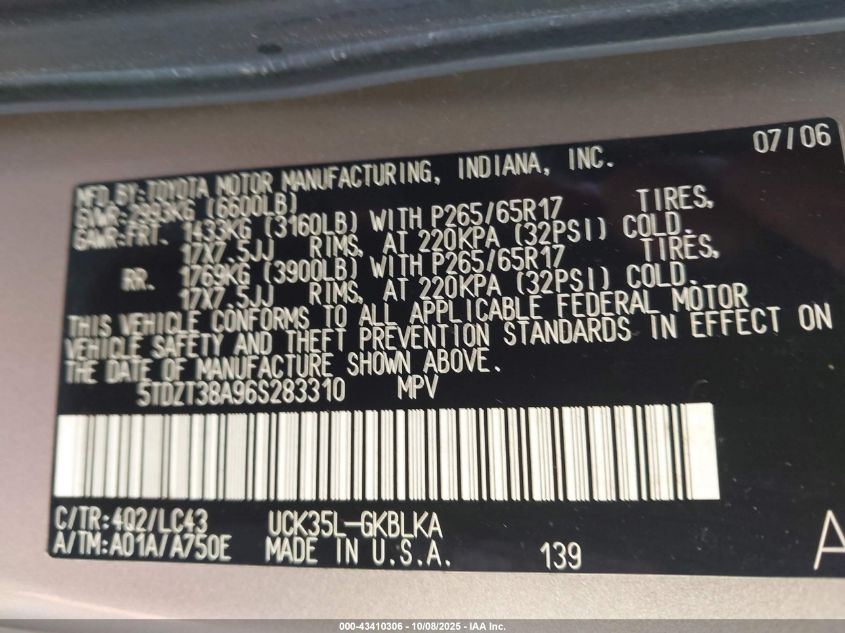 07/06
MFD.BY:TOYOTA MOTOR MANUFACTURING, INDIANA, INC.
GVWR:2993KG (6600LB)
GAWR:FRT. 1433KG (3160LB) WITH P265/65R17 TIRES,
17X7.5JJ RIMS, AT 220KPA (32PSI) COLD.
RR. 1769KG (3900LB) WITH P265/65R17 TIRES,
17X7.5JJ RIMS, AT 220KPA (32PSI) COLD.
THIS VEHICLE CONFORMS TO ALL APPLICABLE FEDERAL MOTOR
VEHICLE SAFETY AND THEFT PREVENTION STANDARDS IN EFFECT ON
THE DATE OF MANUFACTURE SHOWN ABOVE.
5TDZT38A96S283310 MPV
C/TR:4Q2/LC43 UCK35L-GKBLKA
A/TM:A01A/A750E MADE IN U.S.A. 139 A
000-43410306 - 10/08/2025 - IAA Inc.